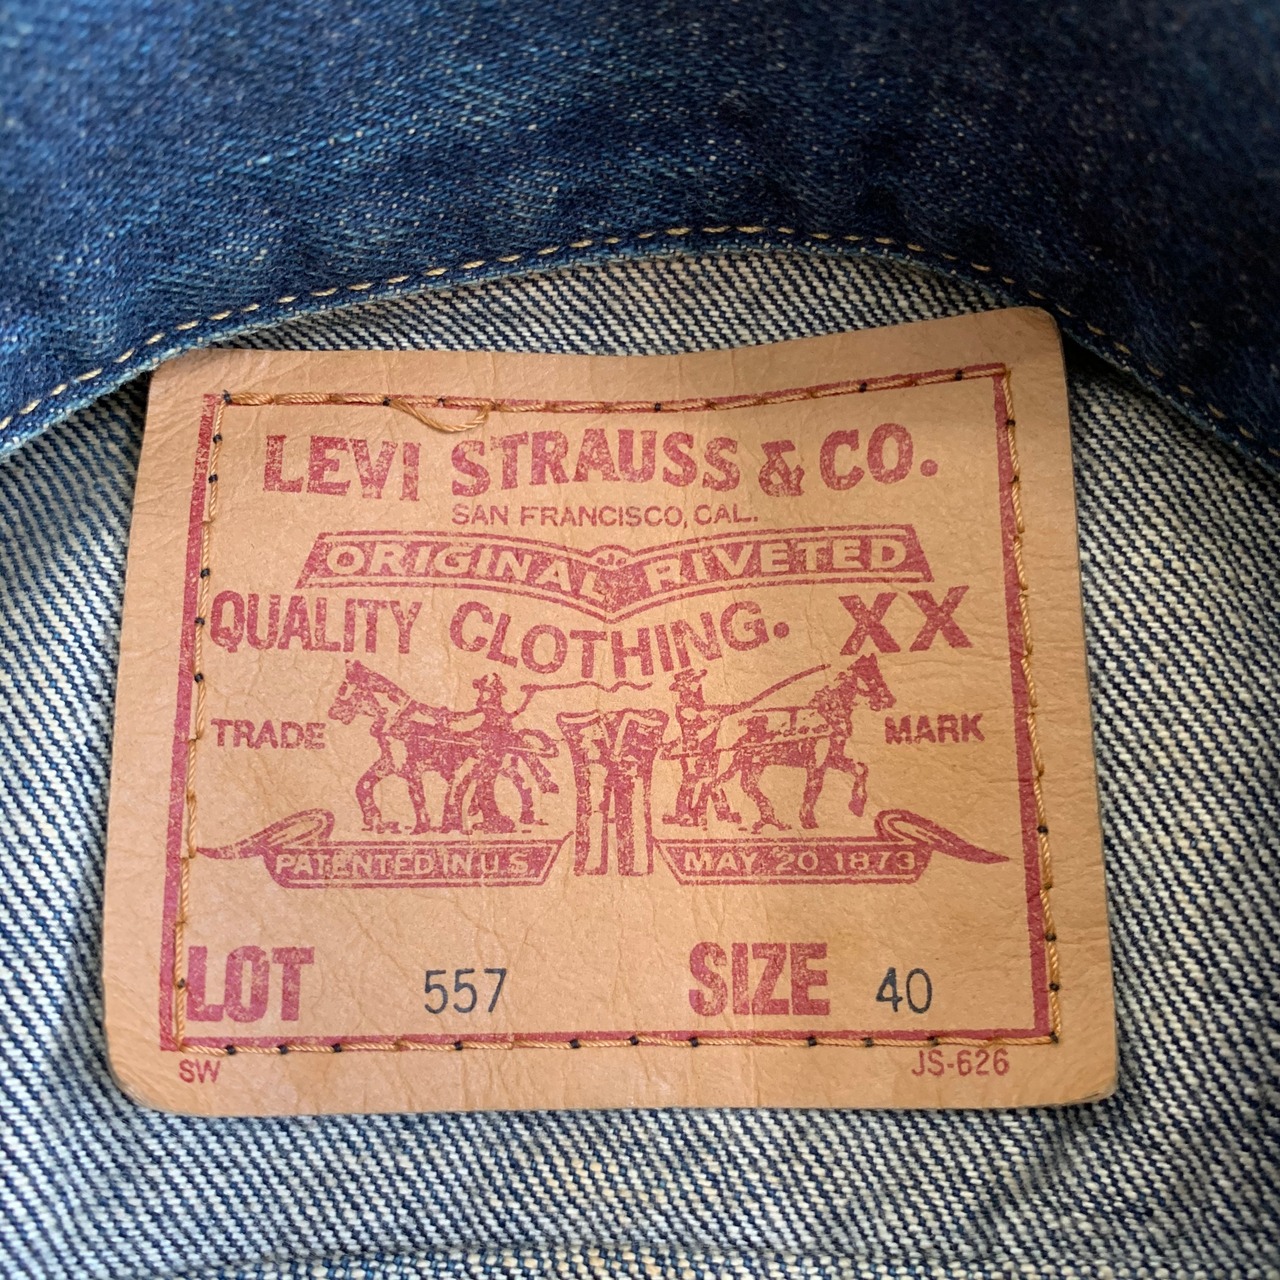 LEVI STRAUSS & CO.
SAN FRANCISCO, CAL.
ORIGINAL RIVETED
QUALITY CLOTHING. XX
TRADE MARK
PATENTED IN U.S. MAY 20 1873
LOT 557 SIZE 40
SW JS-626